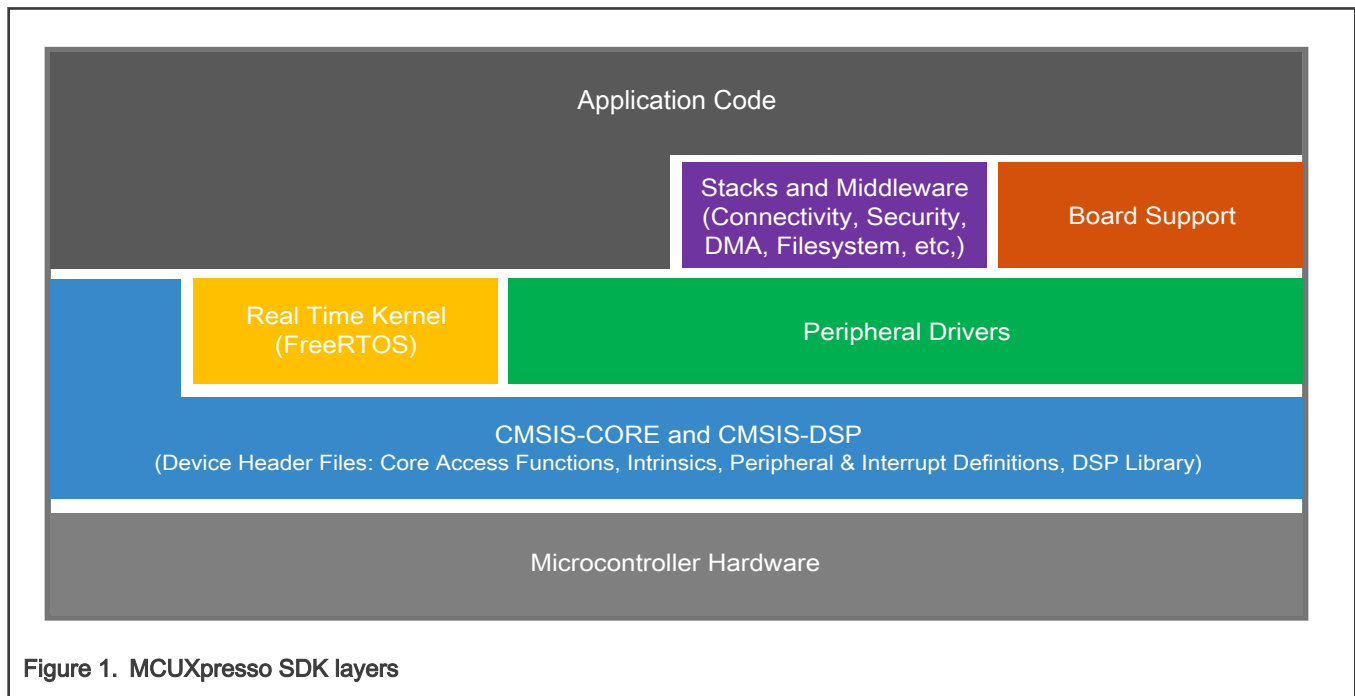 Application Code
Stacks and Middleware
(Connectivity, Security,
DMA, Filesystem, etc,)
Board Support
Real Time Kernel
(FreeRTOS)
Peripheral Drivers
CMSIS-CORE and CMSIS-DSP
(Device Header Files: Core Access Functions, Intrinsics, Peripheral & Interrupt Definitions, DSP Library)
Microcontroller Hardware
Figure 1. MCUXpresso SDK layers